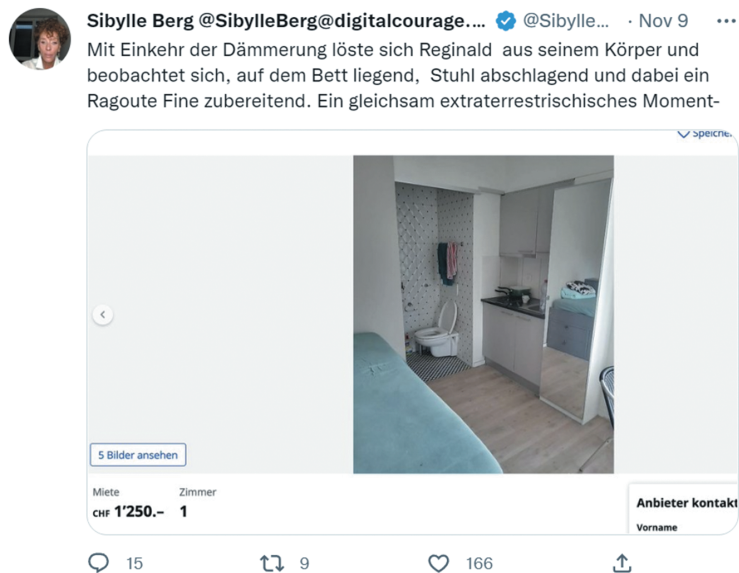 Sibylle Berg @SibylleBerg@digitalcourage.... @Sibylle... · Nov 9
Mit Einkehr der Dämmerung löste sich Reginald aus seinem Körper und
beobachtet sich, auf dem Bett liegend, Stuhl abschlagend und dabei ein
Ragoute Fine zubereitend. Ein gleichsam extraterrestrischisches Moment-
Speiche
5 Bilder ansehen
Miete Zimmer
CHF 1'250.– 1
Anbieter kontakt
Vorname
15 9 166